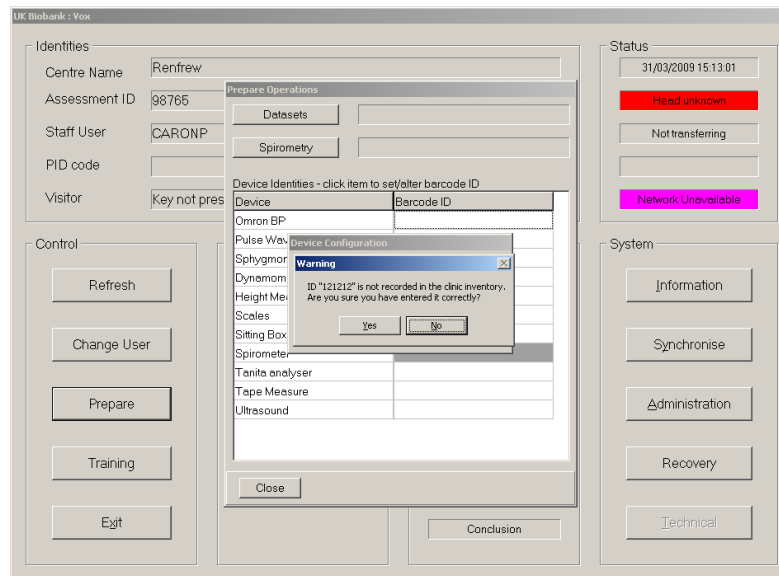 UK Biobank : Vox
Identities
Centre Name Renfrew
Assessment ID 98765
Staff User CARONP
PID code
Visitor Key not pres
Status
31/03/2009 15:13:01
Head unknown
Not transferring
Network Unavailable
Control
Refresh
Change User
Prepare
Training
Exit
Prepare Operations
Datasets
Spirometry
Device Identities - click item to set/alter barcode ID
Device Barcode ID
Omron BP
Pulse Wav
Sphygmor
Dynamom
Height Me
Scales
Sitting Box
Spirometer
Tanita analyser
Tape Measure
Ultrasound
Close
Device Configuration
Warning
ID "121212" is not recorded in the clinic inventory.
Are you sure you have entered it correctly?
Yes No
Conclusion
System
Information
Synchronise
Administration
Recovery
Technical